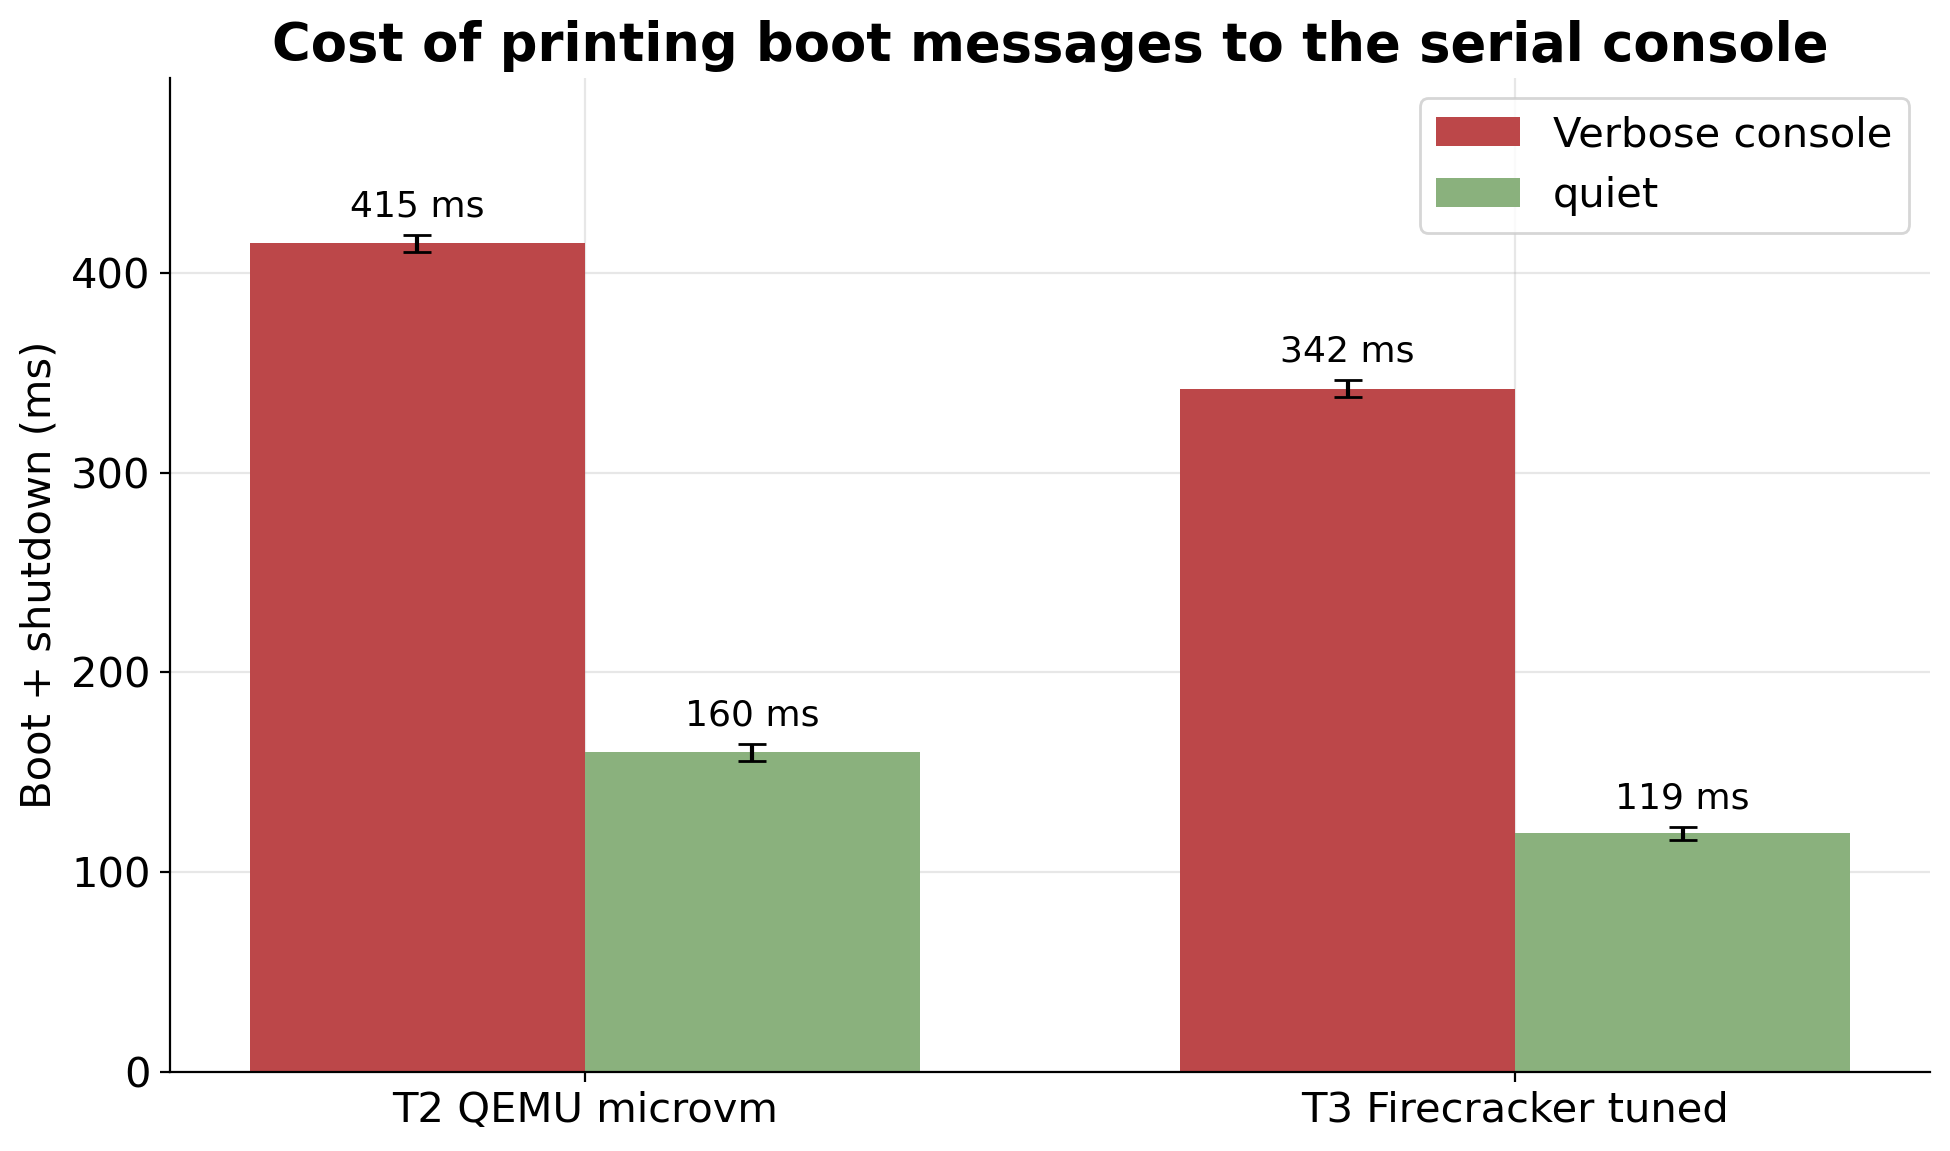 Cost of printing boot messages to the serial console
Verbose console
quiet
415 ms
342 ms
160 ms
119 ms
Boot + shutdown (ms)
400
300
200
100
0
T2 QEMU microvm
T3 Firecracker tuned